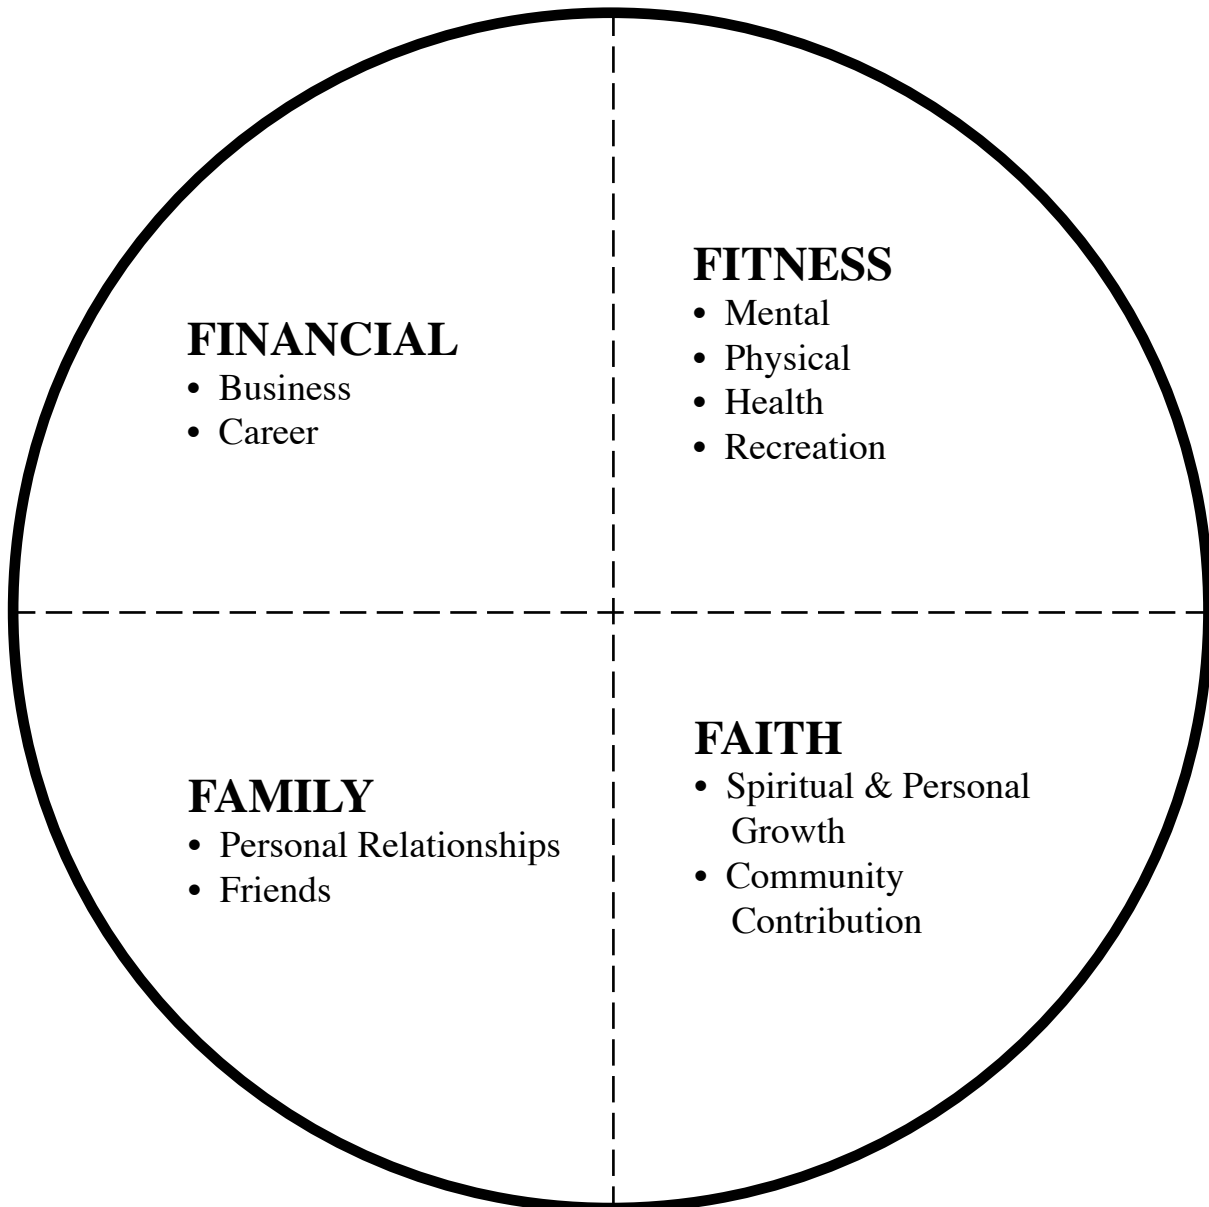 FINANCIAL
• Business
• Career
FITNESS
• Mental
• Physical
• Health
• Recreation
FAMILY
• Personal Relationships
• Friends
FAITH
• Spiritual & Personal
Growth
• Community
Contribution